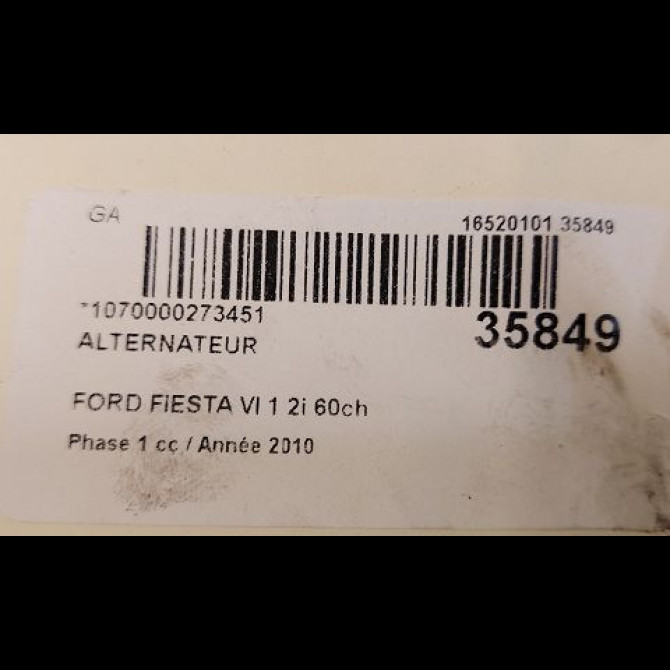 GA
16520101 35849
*1070000273451
35849
ALTERNATEUR
FORD FIESTA VI 1 2i 60ch
Phase 1 cc / Année 2010